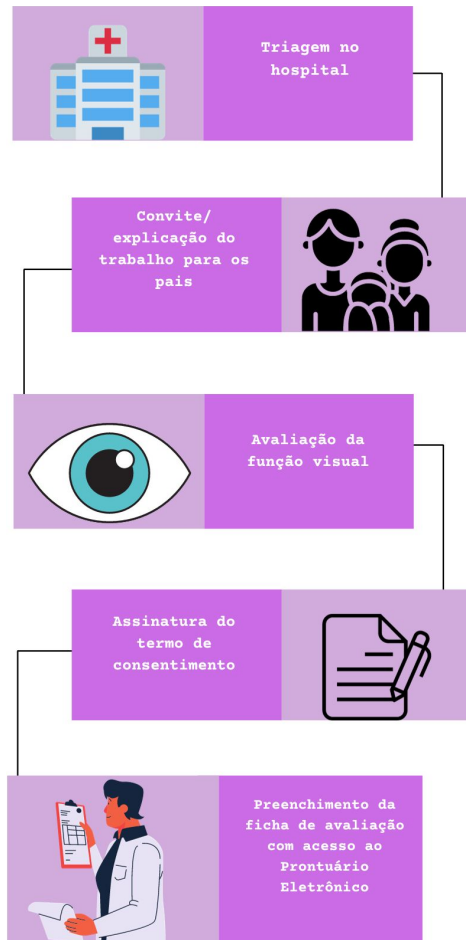 Triagem no
hospital
Convite/
explicação do
trabalho para os
pais
Avaliação da
função visual
Assinatura do
termo de
consentimento
Preenchimento da
ficha de avaliação
com acesso ao
Prontuário
Eletrônico